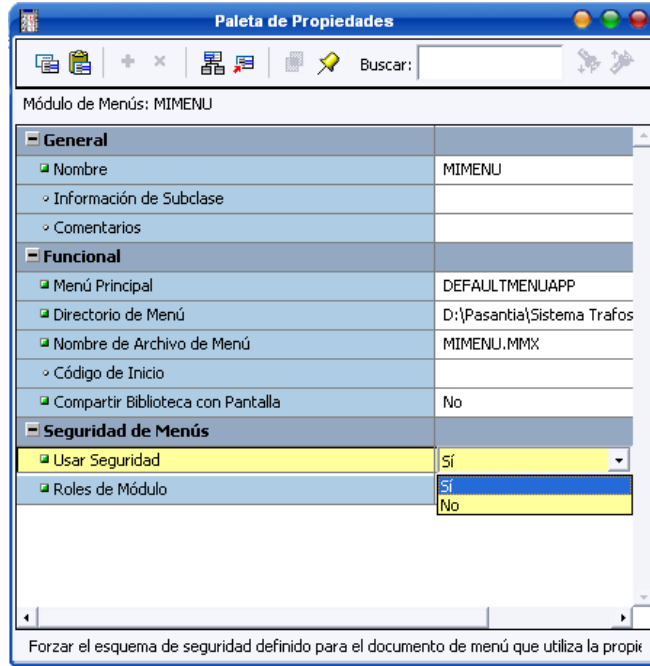 Paleta de Propiedades
Buscar:
Módulo de Menús: MIMENU
General
Nombre MIMENU
Información de Subclase
Comentarios
Funcional
Menú Principal DEFAULTMENUAPP
Directorio de Menú D:\Pasantia\Sistema Trafos
Nombre de Archivo de Menú MIMENU.MMX
Código de Inicio
Compartir Biblioteca con Pantalla No
Seguridad de Menús
Usar Seguridad Sí
Roles de Módulo Sí
No
Forzar el esquema de seguridad definido para el documento de menú que utiliza la propie